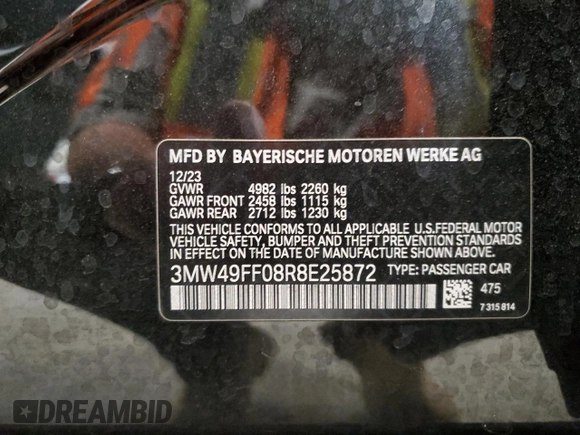 MFD BY BAYERISCHE MOTOREN WERKE AG
12/23
GVWR 4982 lbs 2260 kg
GAWR FRONT 2458 lbs 1115 kg
GAWR REAR 2712 lbs 1230 kg
THIS VEHICLE CONFORMS TO ALL APPLICABLE U.S.FEDERAL MOTOR
VEHICLE SAFETY, BUMPER AND THEFT PREVENTION STANDARDS
IN EFFECT ON THE DATE OF MANUFACTURE SHOWN ABOVE.
3MW49FF08R8E25872 TYPE: PASSENGER CAR
475
7 315 814
DREAMBID